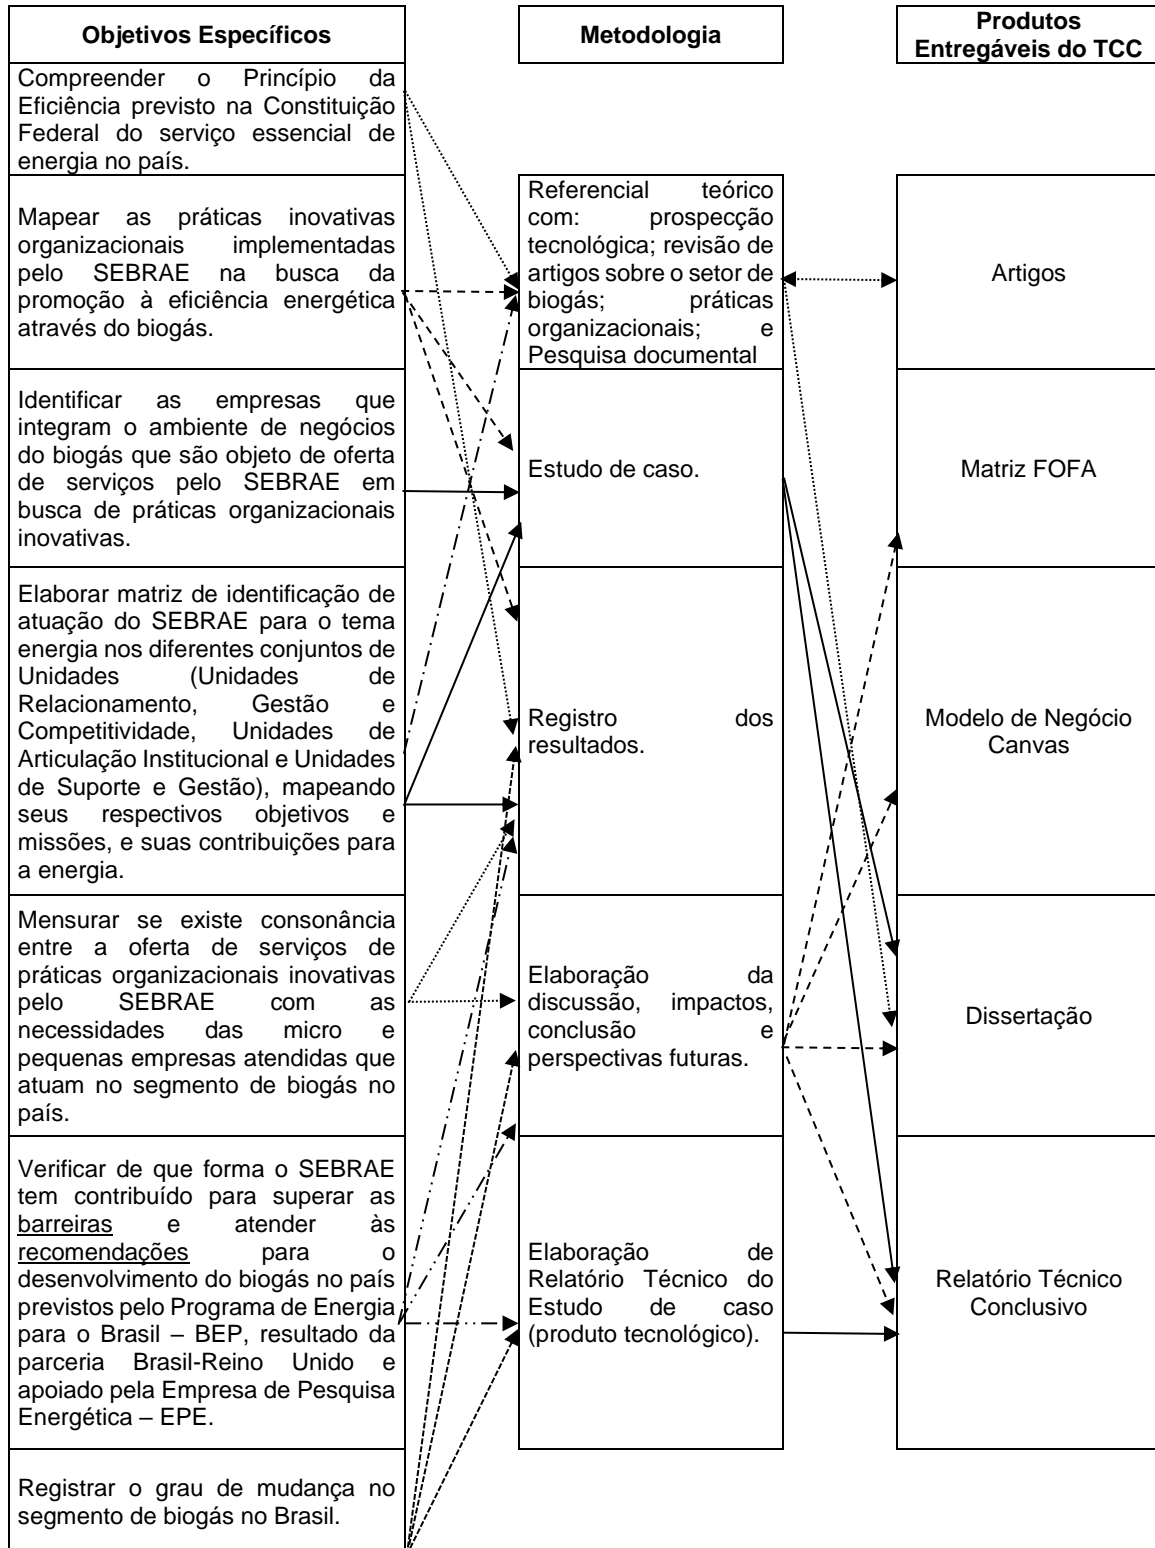 Objetivos Específicos
Compreender o Princípio da
Eficiência previsto na Constituição
Federal do serviço essencial de
energia no país.
Mapear as práticas inovativas
organizacionais implementadas
pelo SEBRAE na busca da
promoção à eficiência energética
através do biogás.
Identificar as empresas que
integram o ambiente de negócios
do biogás que são objeto de oferta
de serviços pelo SEBRAE em
busca de práticas organizacionais
inovativas.
Elaborar matriz de identificação de
atuação do SEBRAE para o tema
energia nos diferentes conjuntos de
Unidades (Unidades de
Relacionamento, Gestão e
Competitividade, Unidades de
Articulação Institucional e Unidades
de Suporte e Gestão), mapeando
seus respectivos objetivos e
missões, e suas contribuições para
a energia.
Mensurar se existe consonância
entre a oferta de serviços de
práticas organizacionais inovativas
pelo SEBRAE com as
necessidades das micro e
pequenas empresas atendidas que
atuam no segmento de biogás no
país.
Verificar de que forma o SEBRAE
tem contribuído para superar as
barreiras e atender às
recomendações para o
desenvolvimento do biogás no país
previstos pelo Programa de Energia
para o Brasil – BEP, resultado da
parceria Brasil-Reino Unido e
apoiado pela Empresa de Pesquisa
Energética – EPE.
Registrar o grau de mudança no
segmento de biogás no Brasil.
Metodologia
Referencial teórico
com: prospecção
tecnológica; revisão de
artigos sobre o setor de
biogás; práticas
organizacionais; e
Pesquisa documental
Estudo de caso.
Registro dos
resultados.
Elaboração da
discussão, impactos,
conclusão e
perspectivas futuras.
Elaboração de
Relatório Técnico do
Estudo de caso
(produto tecnológico).
Produtos
Entregáveis do TCC
Artigos
Matriz FOFA
Modelo de Negócio
Canvas
Dissertação
Relatório Técnico
Conclusivo